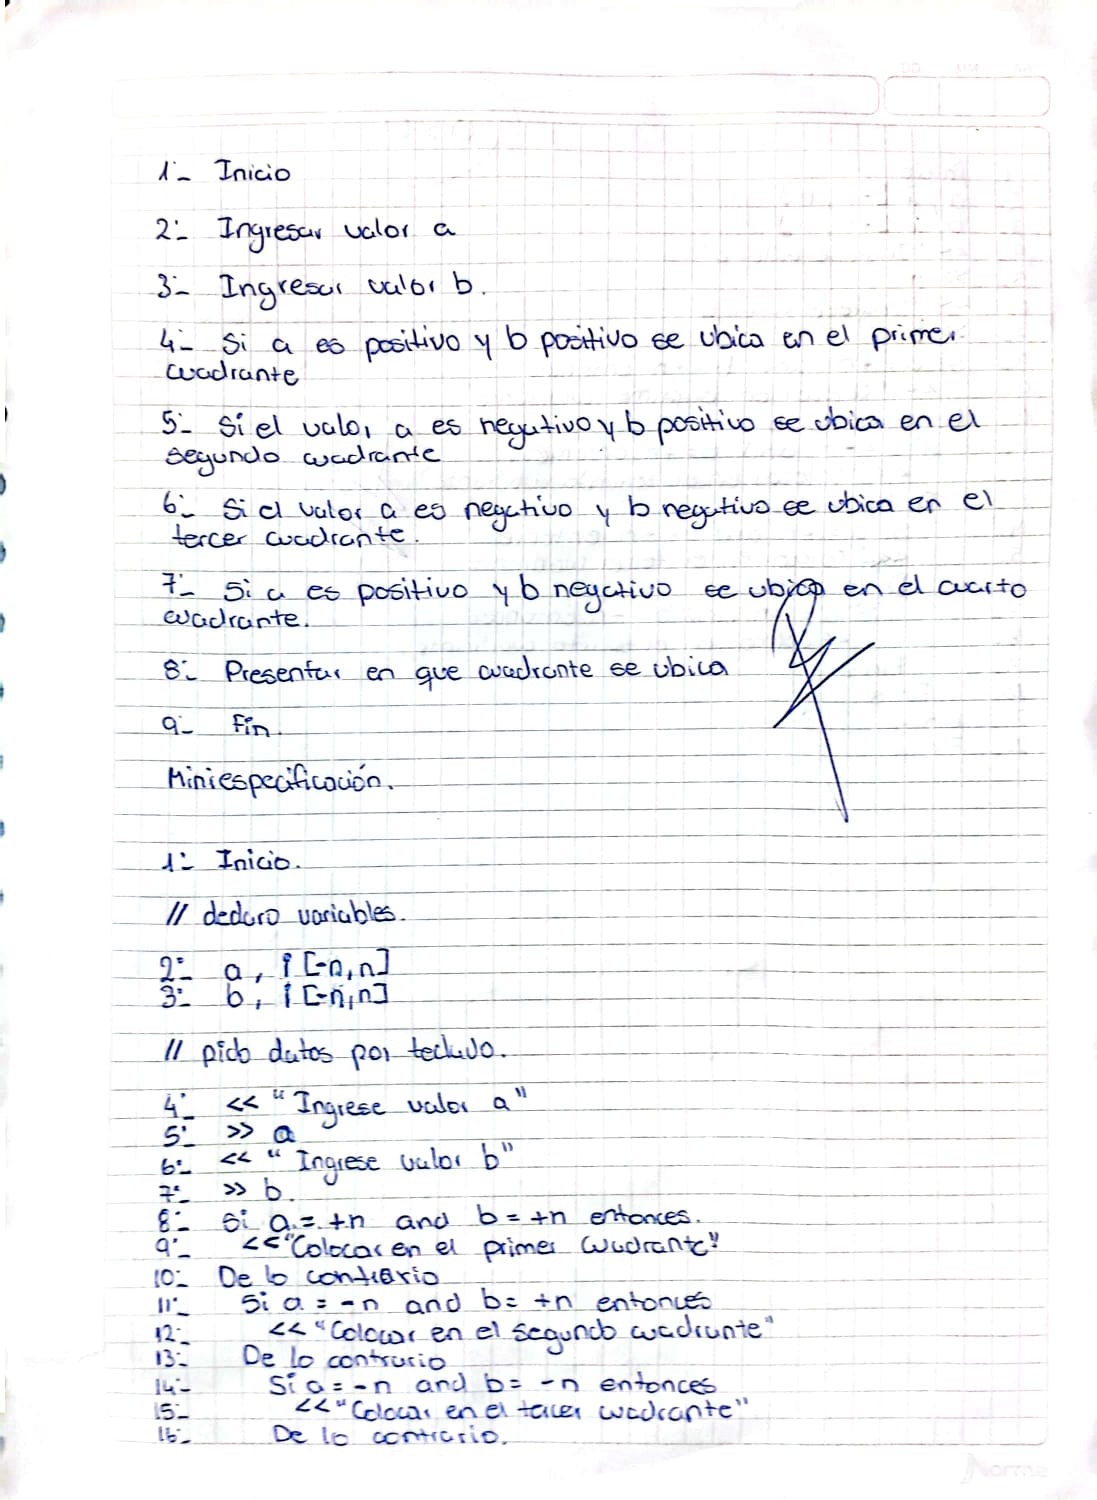 1- Inicio
2- Ingresar valor a
3- Ingresar valor b.
4- Si a es positivo y b positivo se ubica en el primer
cuadrante
5- Si el valor a es negativo y b positivo se ubica en el
segundo cuadrante
6- Si el valor a es negativo y b negativo se ubica en el
tercer cuadrante.
7- Si a es positivo y b negativo se ubica en el cuarto
cuadrante.
8- Presentar en que cuadrante se ubica
9- Fin.
Miniespecificación.
1- Inicio.
// declaro variables.
2- a, i [-n,n]
3- b, i [-n,n]
// pido datos por teclado.
4- << "Ingrese valor a"
5- >> a
6- << "Ingrese valor b"
7- >> b.
8- Si a = +n and b = +n entonces.
9- << "Colocar en el primer cuadrante"
10- De lo contrario
11- Si a = -n and b = +n entonces
12- << "Colocar en el segundo cuadrante"
13- De lo contrario
14- Si a = -n and b = -n entonces
15- << "Colocar en el tercer cuadrante"
16- De lo contrario.
Norma